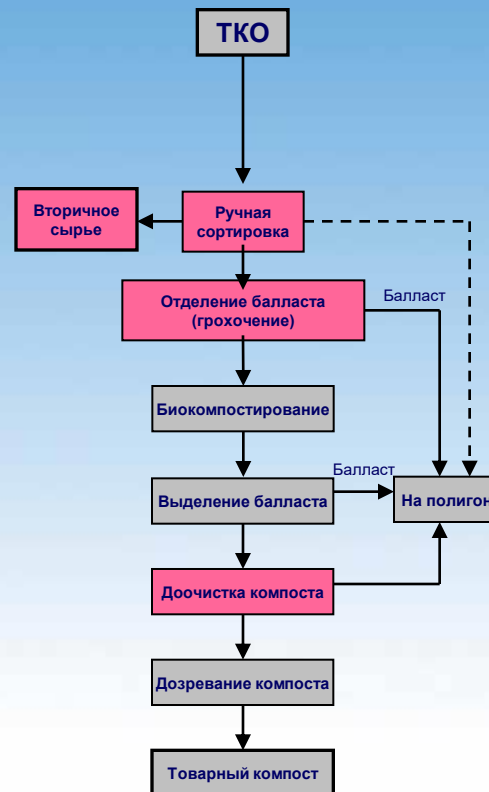 ТКО
Вторичное
сырье
Ручная
сортировка
Отделение балласта
(грохочение)
Балласт
Биокомпостирование
Выделение балласта
Балласт
На полигон
Доочистка компоста
Дозревание компоста
Товарный компост